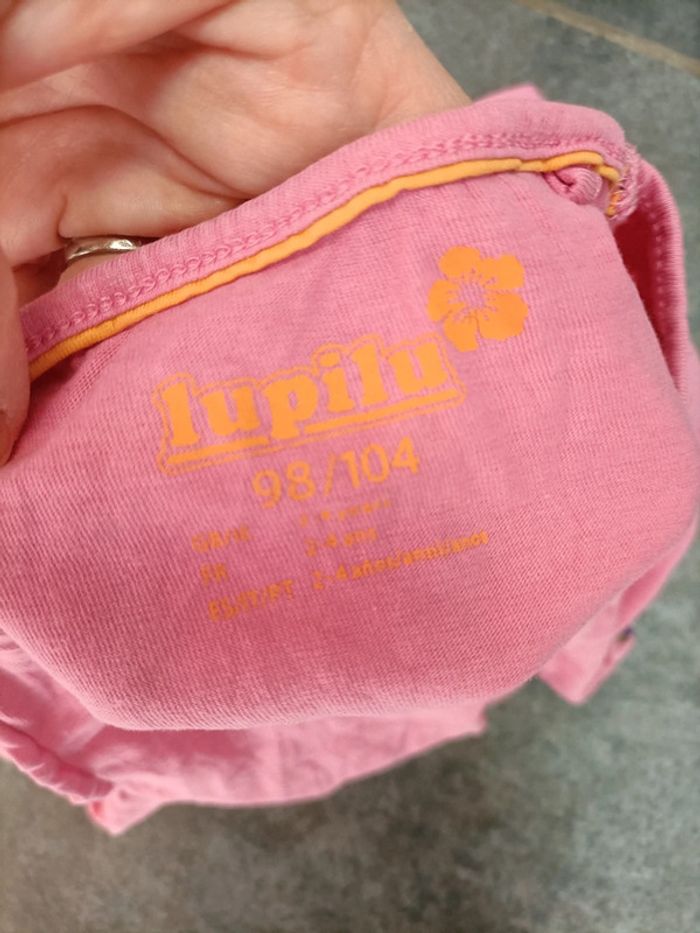 lupilu
98/104
GB/IE
FR 2-4 ans
ES/IT/PT 2-4 años/anni/anos